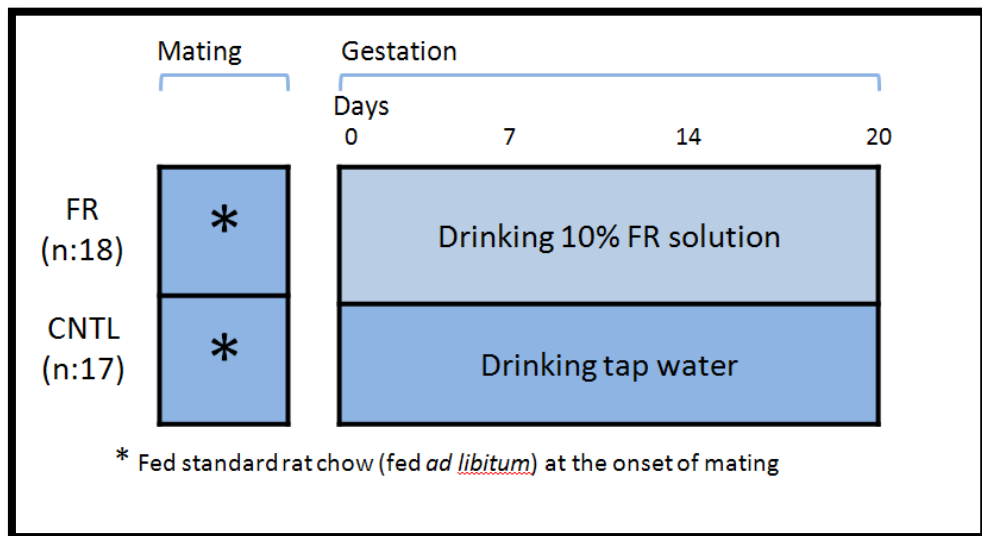 Mating
Gestation
Days
0 7 14 20
FR
(n:18)
*
Drinking 10% FR solution
CNTL
(n:17)
*
Drinking tap water
* Fed standard rat chow (fed ad libitum) at the onset of mating